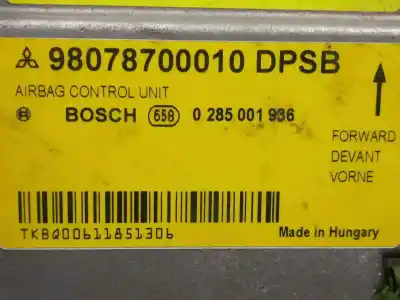 98078700010 DPSB
AIRBAG CONTROL UNIT
BOSCH 658 0 285 001 936
FORWARD
DEVANT
VORNE
TKBQ00611851306
Made in Hungary